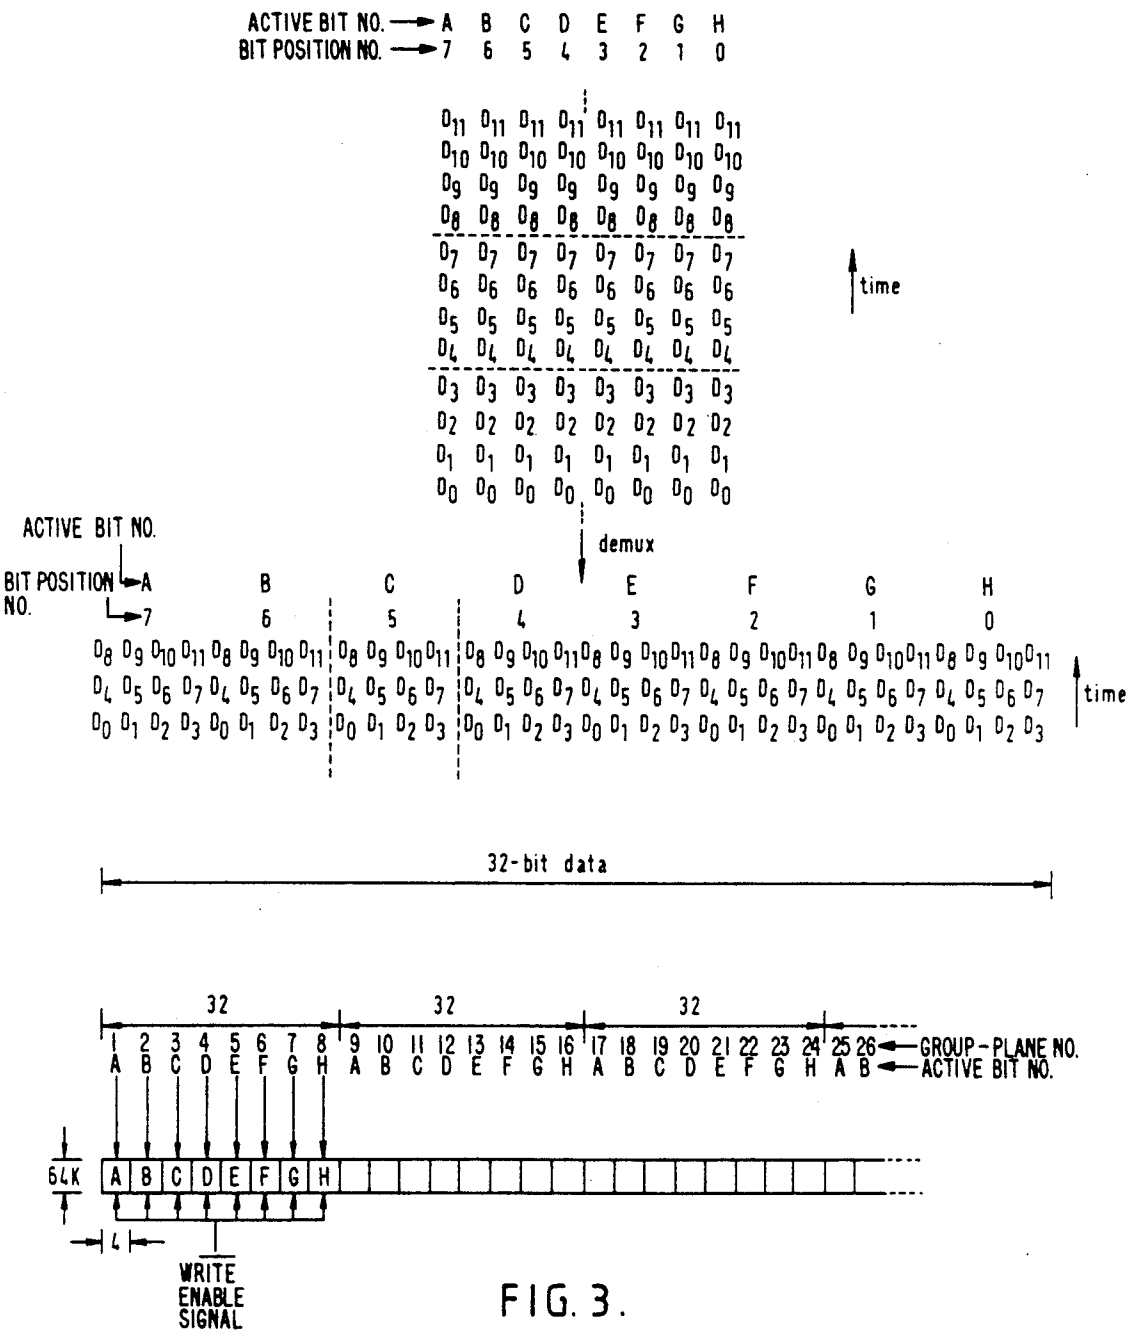 ACTIVE BIT NO. A B C D E F G H
BIT POSITION NO. 7 6 5 4 3 2 1 0
D11 D11 D11 D11 D11 D11 D11 D11
D10 D10 D10 D10 D10 D10 D10 D10
D9 D9 D9 D9 D9 D9 D9 D9
D8 D8 D8 D8 D8 D8 D8 D8
D7 D7 D7 D7 D7 D7 D7 D7
D6 D6 D6 D6 D6 D6 D6 D6
time
D5 D5 D5 D5 D5 D5 D5 D5
D4 D4 D4 D4 D4 D4 D4 D4
D3 D3 D3 D3 D3 D3 D3 D3
D2 D2 D2 D2 D2 D2 D2 D2
D1 D1 D1 D1 D1 D1 D1 D1
D0 D0 D0 D0 D0 D0 D0 D0
demux
ACTIVE BIT NO.
A B C D E F G H
BIT POSITION
NO.
7 6 5 4 3 2 1 0
D8 D9 D10 D11 D8 D9 D10 D11 D8 D9 D10 D11 D8 D9 D10 D11 D8 D9 D10 D11 D8 D9 D10 D11 D8 D9 D10 D11 D8 D9 D10 D11
D4 D5 D6 D7 D4 D5 D6 D7 D4 D5 D6 D7 D4 D5 D6 D7 D4 D5 D6 D7 D4 D5 D6 D7 D4 D5 D6 D7 D4 D5 D6 D7
time
D0 D1 D2 D3 D0 D1 D2 D3 D0 D1 D2 D3 D0 D1 D2 D3 D0 D1 D2 D3 D0 D1 D2 D3 D0 D1 D2 D3 D0 D1 D2 D3
32-bit data
32 32 32
1 2 3 4 5 6 7 8 9 10 11 12 13 14 15 16 17 18 19 20 21 22 23 24 25 26 GROUP-PLANE NO.
A B C D E F G H A B C D E F G H A B C D E F G H A B ACTIVE BIT NO.
64K A B C D E F G H
4
WRITE
ENABLE
SIGNAL
FIG. 3.